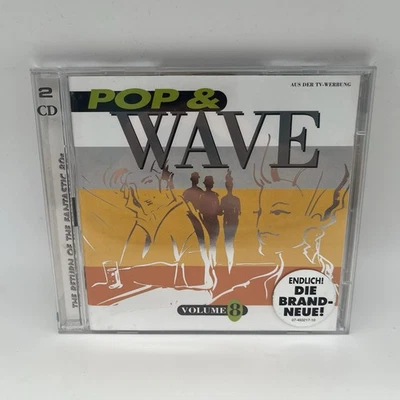 2
CD
THE RETURN OF THE FANTASTIC 80s
AUS DER TV-WERBUNG
POP &
WAVE
VOLUME 8
ENDLICH!
DIE
BRAND-
NEUE!